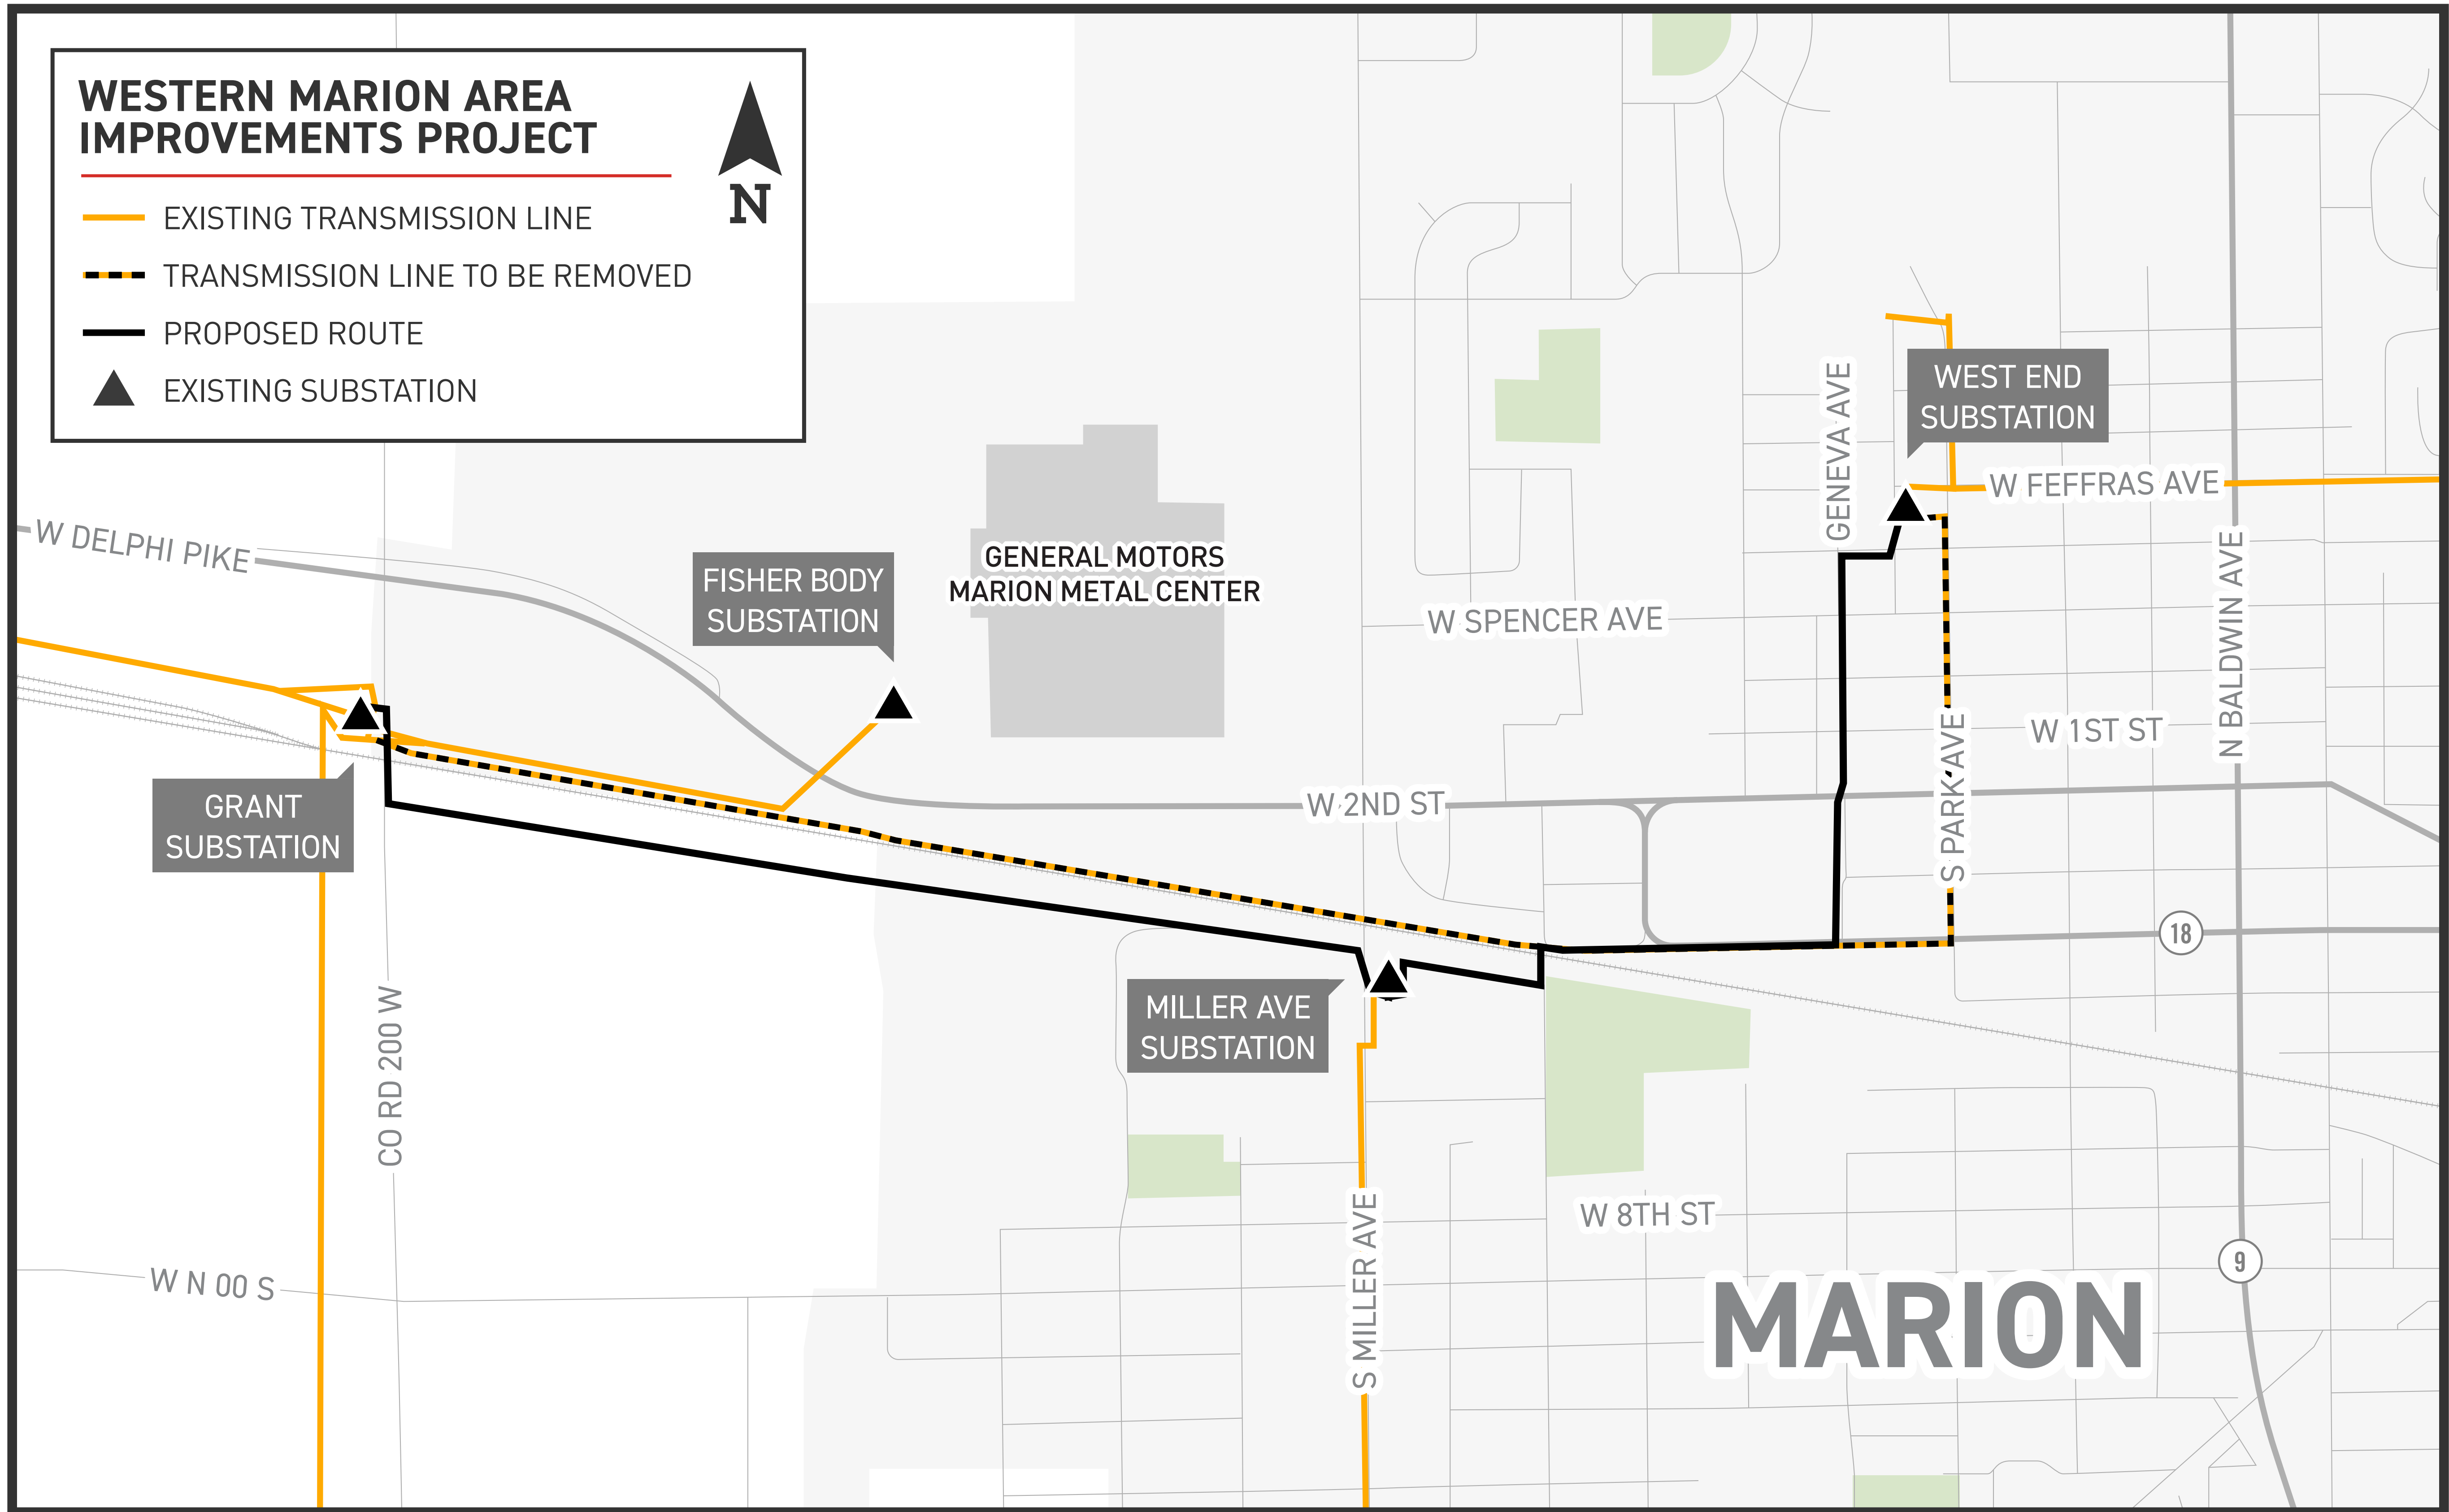 WESTERN MARION AREA
IMPROVEMENTS PROJECT
N
EXISTING TRANSMISSION LINE
TRANSMISSION LINE TO BE REMOVED
PROPOSED ROUTE
EXISTING SUBSTATION
WEST END
SUBSTATION
GENEVA AVE
W FEFFRAS AVE
W DELPHI PIKE
FISHER BODY
SUBSTATION
GENERAL MOTORS
MARION METAL CENTER
W SPENCER AVE
N BALDWIN AVE
W 1ST ST
S PARK AVE
GRANT
SUBSTATION
W 2ND ST
18
MILLER AVE
SUBSTATION
CO RD 200 W
W 8TH ST
S MILLER AVE
W N 00 S
9
MARION